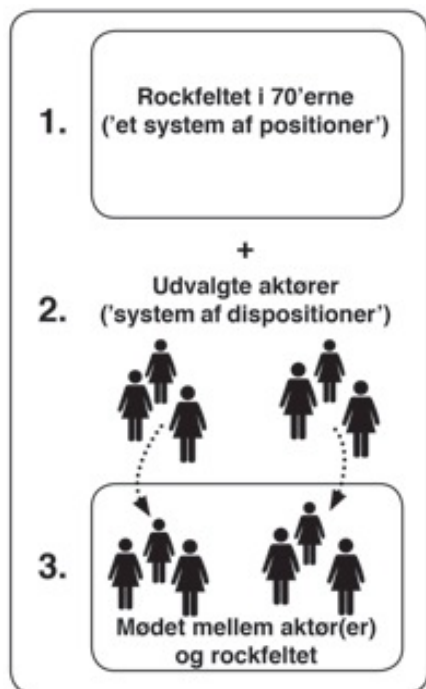 1.
Rockfeltet i 70'erne
('et system af positioner')
+
2.
Udvalgte aktører
('system af dispositioner')
3.
Mødet mellem aktør(er)
og rockfeltet